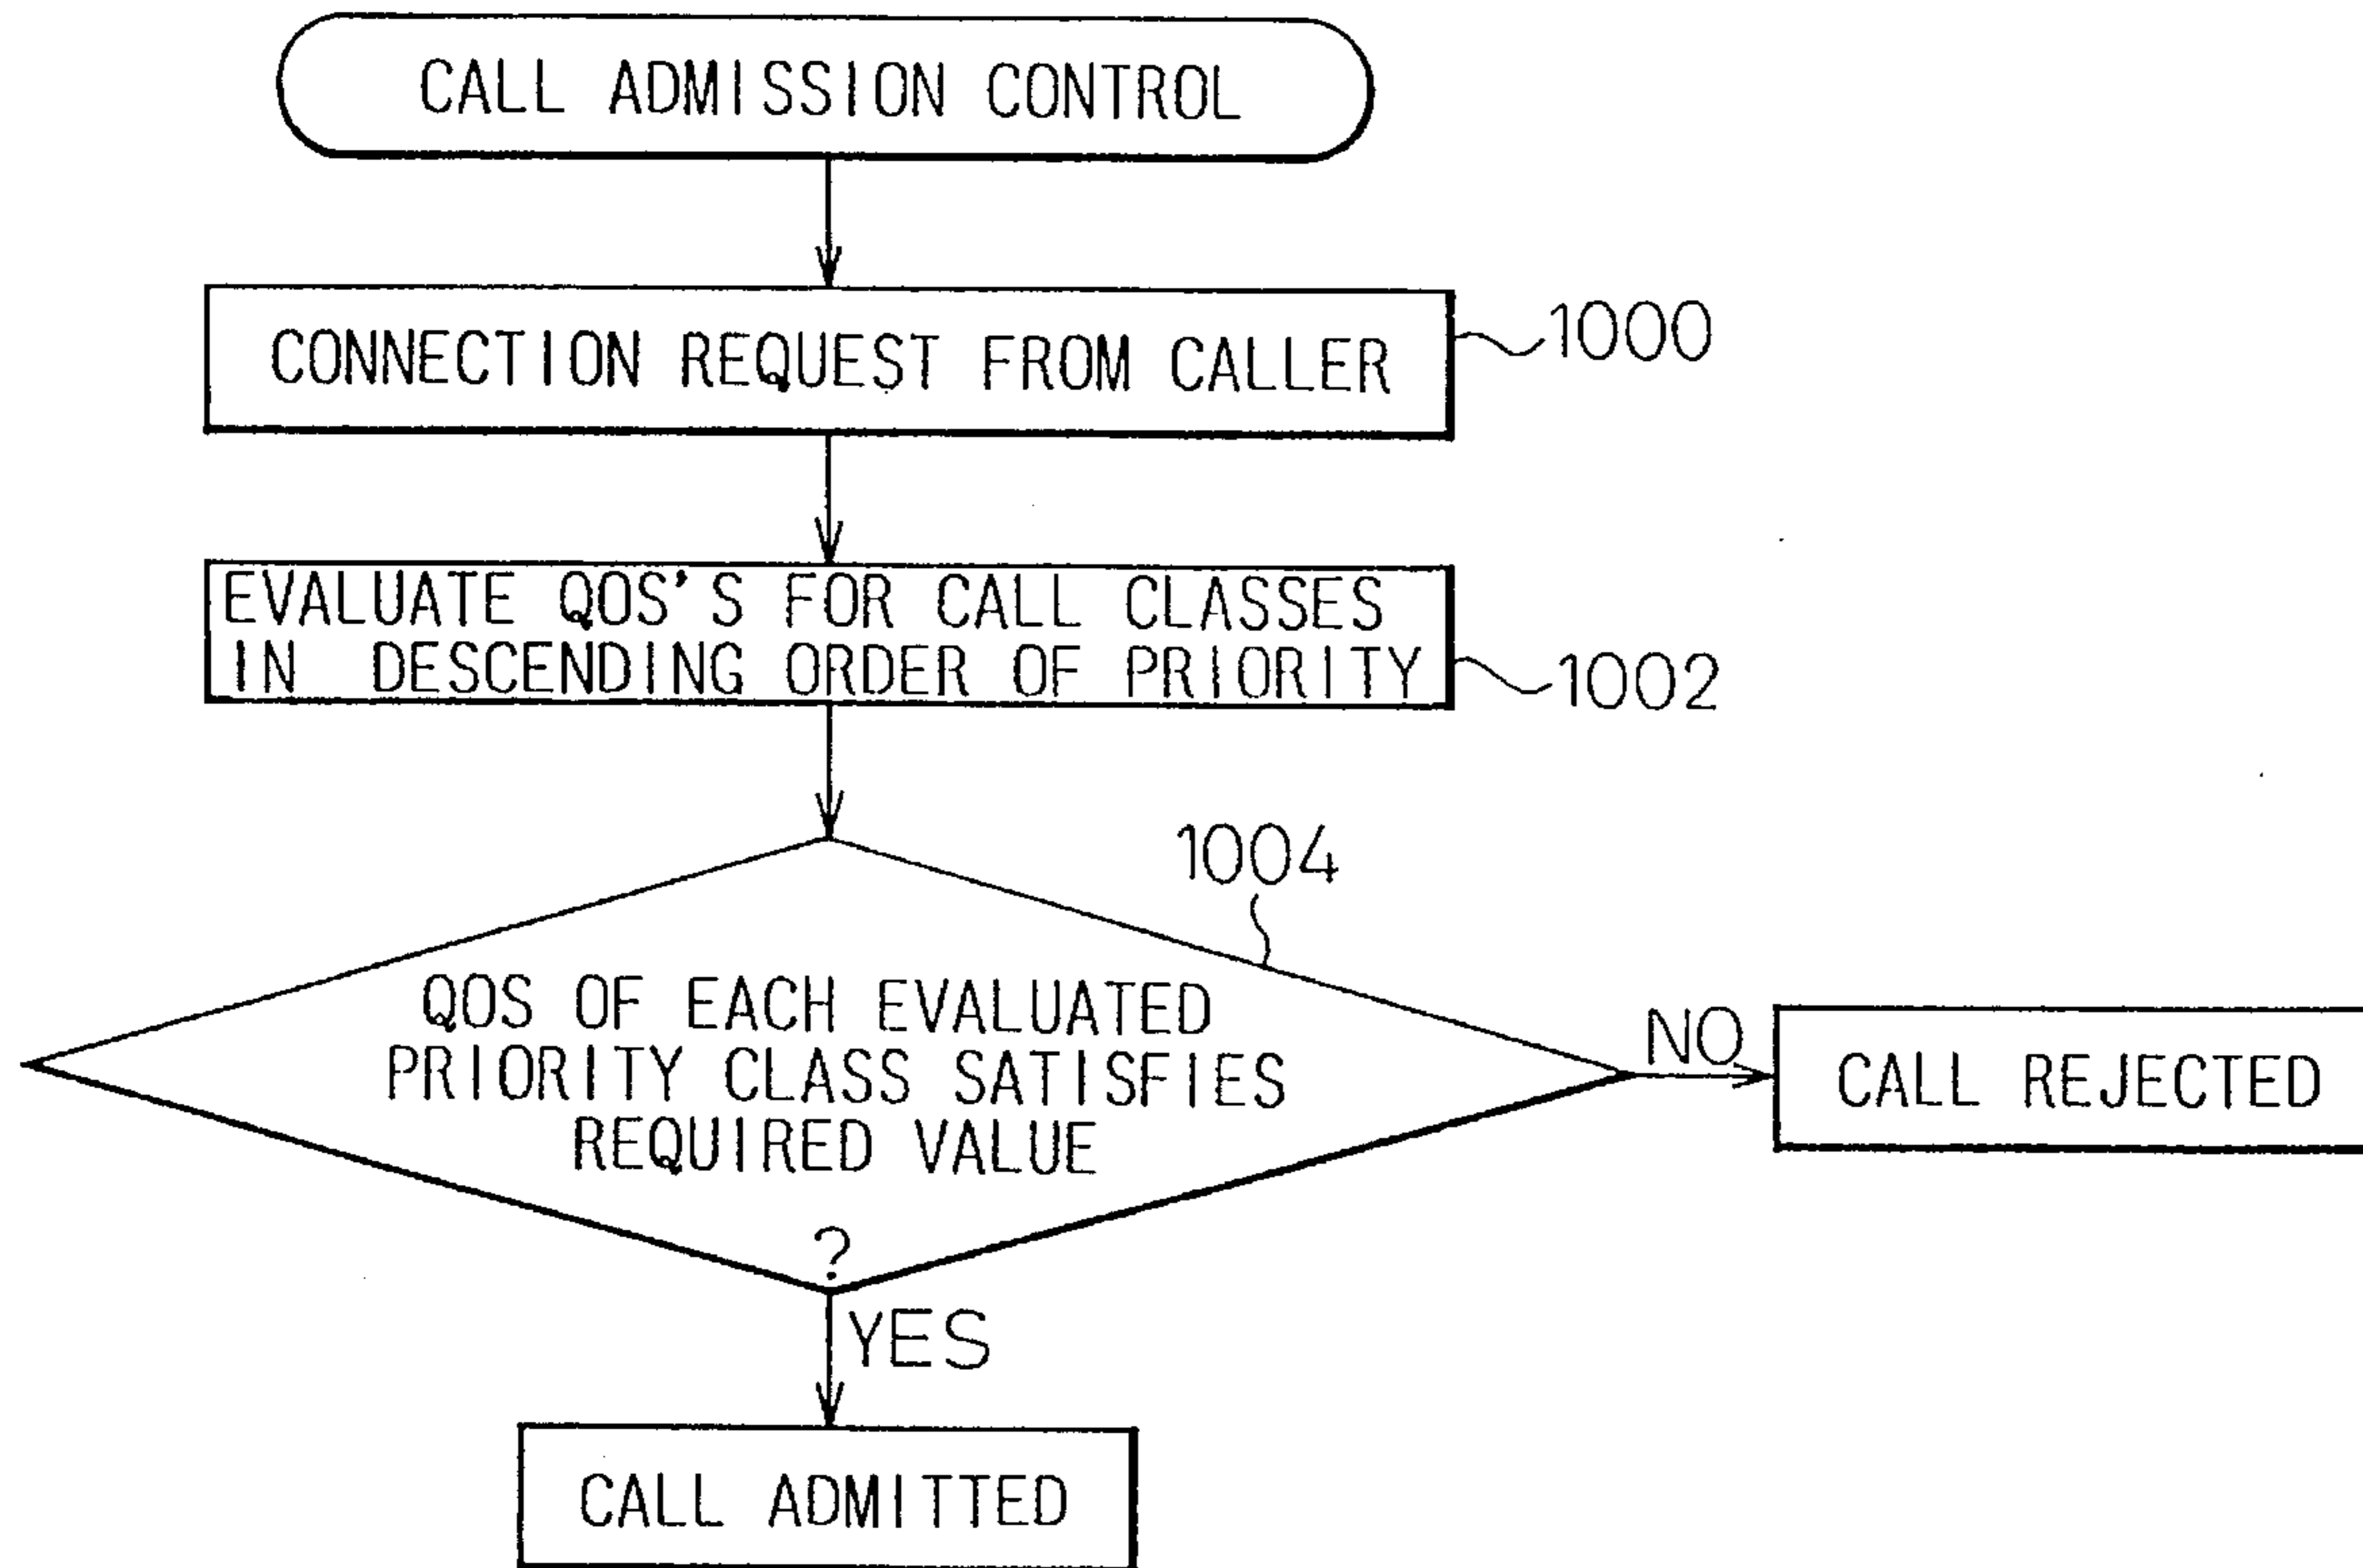 CALL ADMISSION CONTROL
CONNECTION REQUEST FROM CALLER
1000
EVALUATE QOS'S FOR CALL CLASSES
IN DESCENDING ORDER OF PRIORITY
1002
1004
QOS OF EACH EVALUATED
PRIORITY CLASS SATISFIES
REQUIRED VALUE
?
NO
CALL REJECTED
YES
CALL ADMITTED